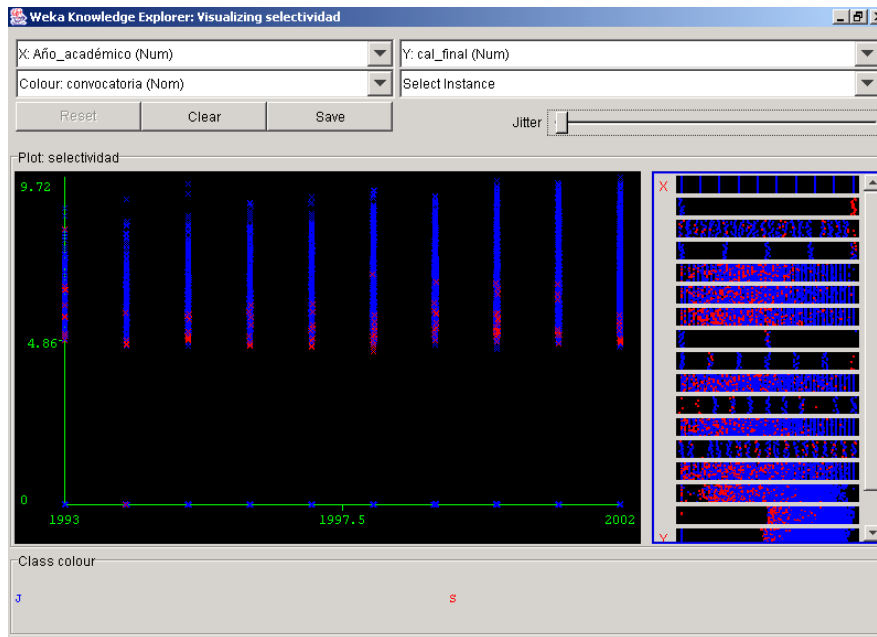 Weka Knowledge Explorer: Visualizing selectividad
X: Año_académico (Num) Y: cal_final (Num)
Colour: convocatoria (Nom) Select Instance
Reset Clear Save Jitter
Plot: selectividad
9.72
X
4.86
0
1993 1997.5 2002
Y
Class colour
J S